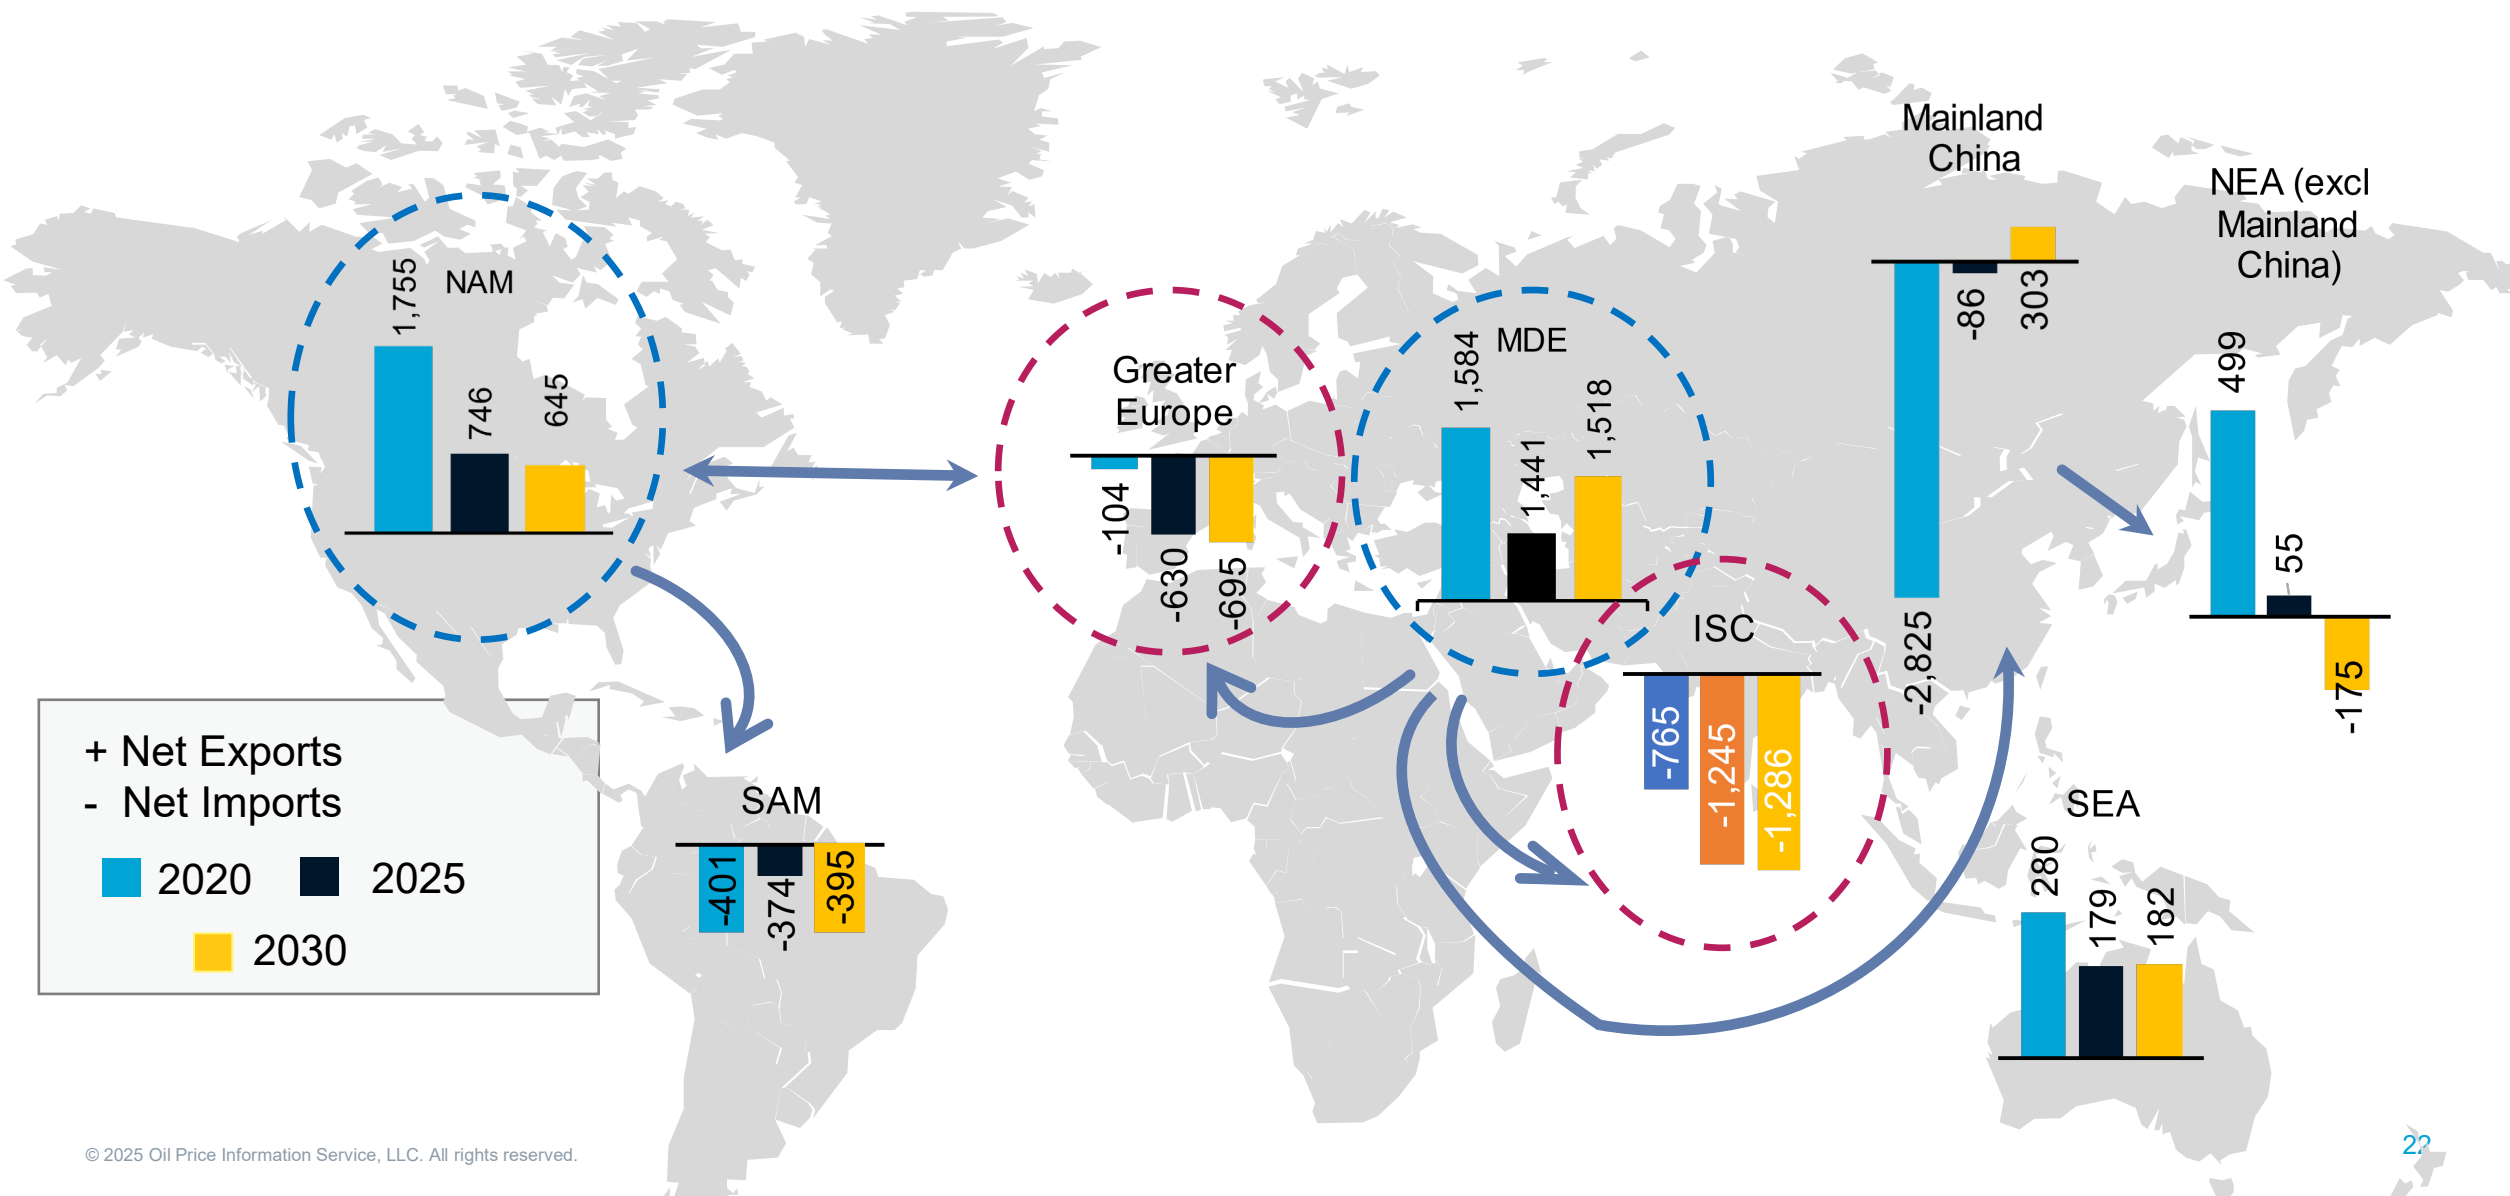 Mainland
China
NEA (excl
Mainland
China)
-2,825
-86
303
499
55
-175
NAM
1,755
746
645
Greater
Europe
-104
-630
-695
MDE
1,584
1,441
1,518
ISC
-765
-1,245
-1,286
SAM
-401
-374
-395
SEA
280
179
182
+ Net Exports
- Net Imports
2020
2025
2030
© 2025 Oil Price Information Service, LLC. All rights reserved.
22